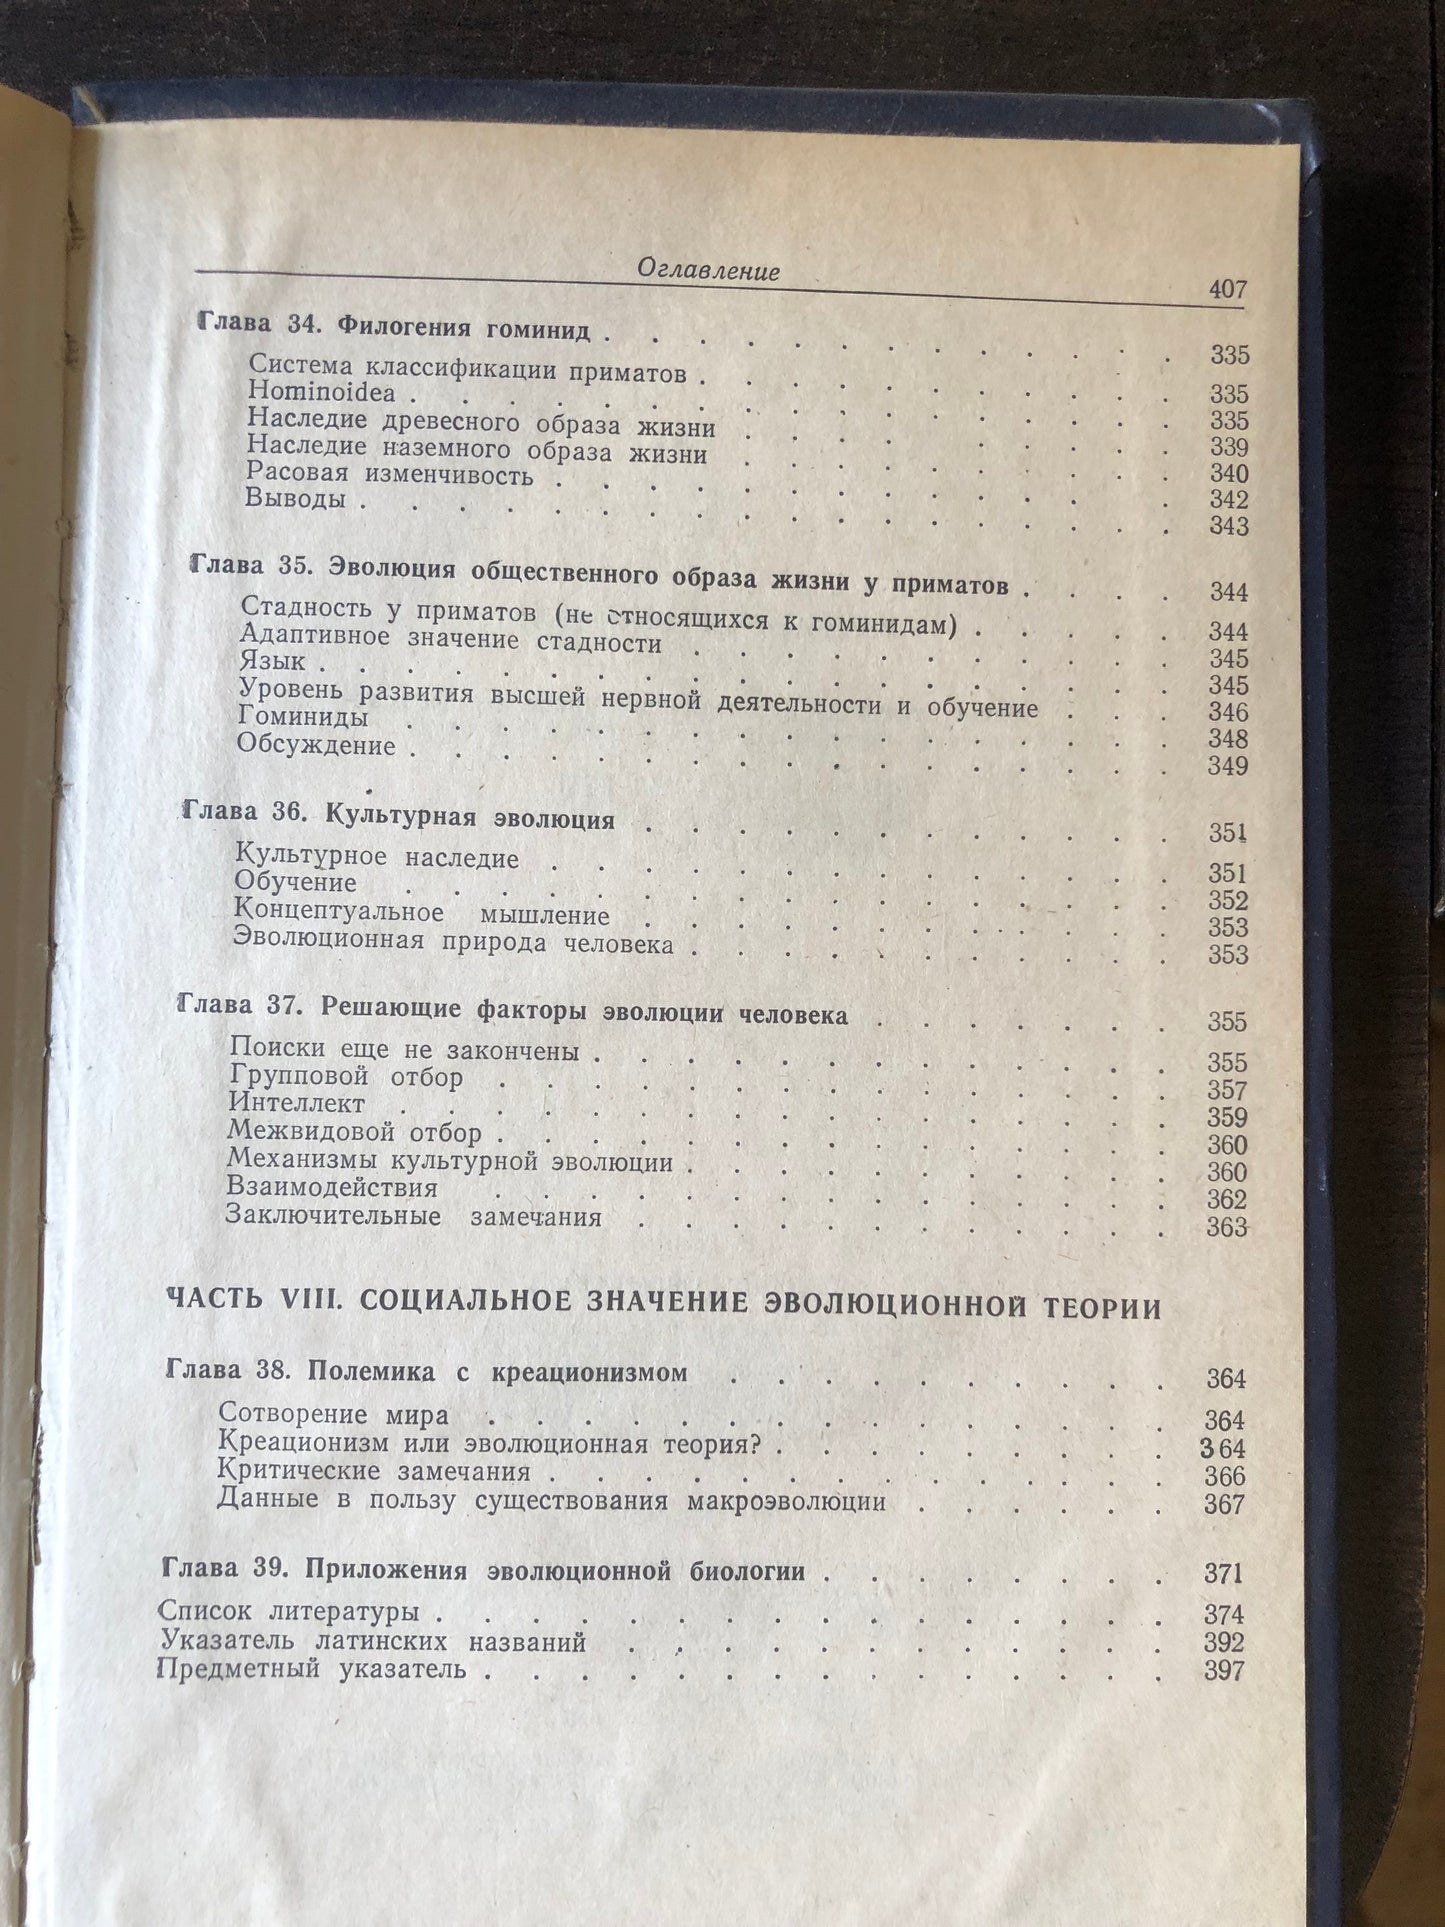 Оглавление 407
Глава 34. Филогения гоминид . . . . . . . . . . . . . 335
Система классификации приматов . . . . . . . . . . . 335
Hominoidea . . . . . . . . . . . . . . . . . 335
Наследие древесного образа жизни . . . . . . . . . . 339
Наследие наземного образа жизни . . . . . . . . . . 340
Расовая изменчивость . . . . . . . . . . . . . . 342
Выводы . . . . . . . . . . . . . . . . . . 343
Глава 35. Эволюция общественного образа жизни у приматов . . . . 344
Стадность у приматов (не относящихся к гоминидам) . . . . . 344
Адаптивное значение стадности . . . . . . . . . . . 345
Язык . . . . . . . . . . . . . . . . . . . 345
Уровень развития высшей нервной деятельности и обучение . . . 346
Гоминиды . . . . . . . . . . . . . . . . . 348
Обсуждение . . . . . . . . . . . . . . . . . 349
Глава 36. Культурная эволюция . . . . . . . . . . . . 351
Культурное наследие . . . . . . . . . . . . . . 351
Обучение . . . . . . . . . . . . . . . . . 352
Концептуальное мышление . . . . . . . . . . . . 353
Эволюционная природа человека . . . . . . . . . . . 353
Глава 37. Решающие факторы эволюции человека . . . . . . . 355
Поиски еще не закончены . . . . . . . . . . . . . 355
Групповой отбор . . . . . . . . . . . . . . . 357
Интеллект . . . . . . . . . . . . . . . . . 359
Межвидовой отбор . . . . . . . . . . . . . . . 360
Механизмы культурной эволюции . . . . . . . . . . . 360
Взаимодействия . . . . . . . . . . . . . . . 362
Заключительные замечания . . . . . . . . . . . . 363
ЧАСТЬ VIII. СОЦИАЛЬНОЕ ЗНАЧЕНИЕ ЭВОЛЮЦИОННОЙ ТЕОРИИ
Глава 38. Полемика с креационизмом . . . . . . . . . . 364
Сотворение мира . . . . . . . . . . . . . . . 364
Креационизм или эволюционная теория? . . . . . . . . . 364
Критические замечания . . . . . . . . . . . . . . 366
Данные в пользу существования макроэволюции . . . . . . 367
Глава 39. Приложения эволюционной биологии . . . . . . . . 371
Список литературы . . . . . . . . . . . . . . . . 374
Указатель латинских названий . . . . . . . . . . . . 392
Предметный указатель . . . . . . . . . . . . . . . 397